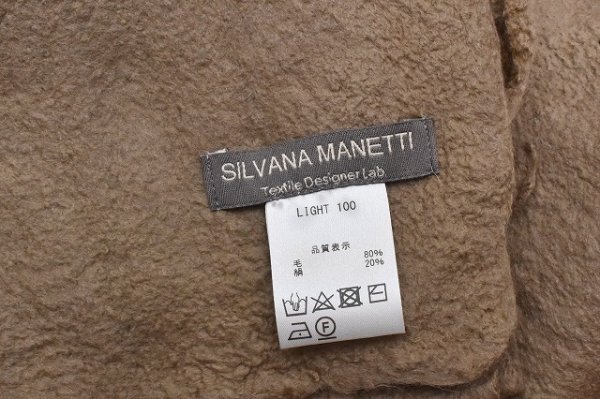 SILVANA MANETTI
Textile Designer Lab
LIGHT 100
品質表示
毛 80%
絹 20%
F